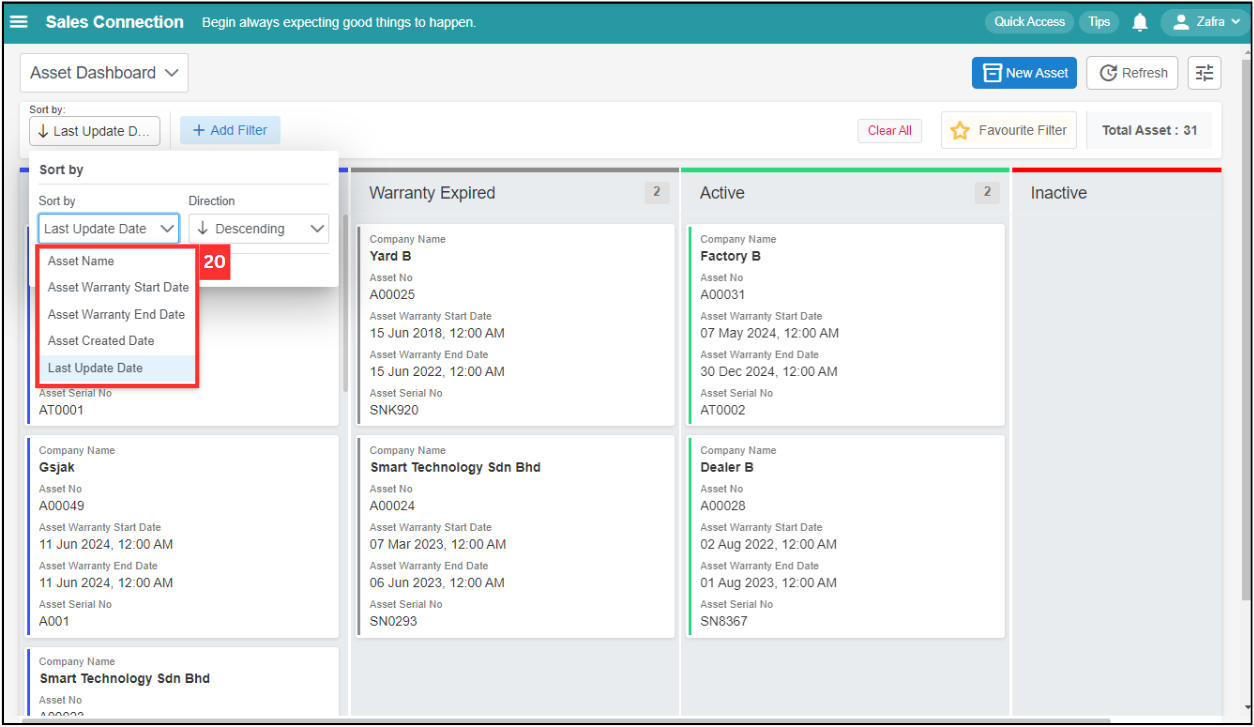 Sales Connection
Begin always expecting good things to happen.
Quick Access
Tips
Zafra
Asset Dashboard
New Asset
Refresh
Sort by:
Last Update D...
+ Add Filter
Clear All
Favourite Filter
Total Asset : 31
Sort by
Sort by
Direction
Last Update Date
Descending
Asset Name
Asset Warranty Start Date
Asset Warranty End Date
Asset Created Date
Last Update Date
20
Asset Serial No
AT0001
Company Name
Gsjak
Asset No
A00049
Asset Warranty Start Date
11 Jun 2024, 12:00 AM
Asset Warranty End Date
11 Jun 2024, 12:00 AM
Asset Serial No
A001
Company Name
Smart Technology Sdn Bhd
Asset No
A00023
Warranty Expired
2
Company Name
Yard B
Asset No
A00025
Asset Warranty Start Date
15 Jun 2018, 12:00 AM
Asset Warranty End Date
15 Jun 2022, 12:00 AM
Asset Serial No
SNK920
Company Name
Smart Technology Sdn Bhd
Asset No
A00024
Asset Warranty Start Date
07 Mar 2023, 12:00 AM
Asset Warranty End Date
06 Jun 2023, 12:00 AM
Asset Serial No
SN0293
Active
2
Company Name
Factory B
Asset No
A00031
Asset Warranty Start Date
07 May 2024, 12:00 AM
Asset Warranty End Date
30 Dec 2024, 12:00 AM
Asset Serial No
AT0002
Company Name
Dealer B
Asset No
A00028
Asset Warranty Start Date
02 Aug 2022, 12:00 AM
Asset Warranty End Date
01 Aug 2023, 12:00 AM
Asset Serial No
SN8367
Inactive